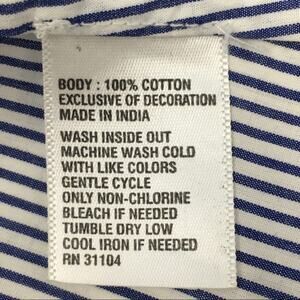 BODY : 100% COTTON
EXCLUSIVE OF DECORATION
MADE IN INDIA
WASH INSIDE OUT
MACHINE WASH COLD
WITH LIKE COLORS
GENTLE CYCLE
ONLY NON-CHLORINE
BLEACH IF NEEDED
TUMBLE DRY LOW
COOL IRON IF NEEDED
RN 31104